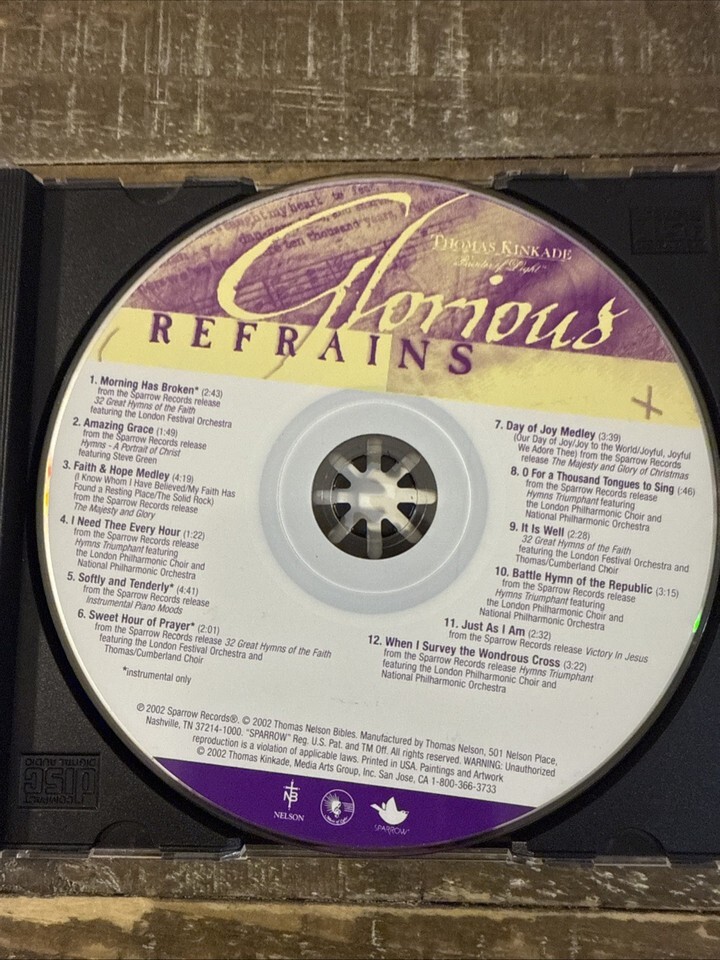 taught my heart to fear
ten thousand years,
THOMAS KINKADE
Painter of Light™
Glorious
REFRAINS
1. Morning Has Broken* (2:43)
from the Sparrow Records release
32 Great Hymns of the Faith
featuring the London Festival Orchestra
2. Amazing Grace (1:49)
from the Sparrow Records release
Hymns - A Portrait of Christ
featuring Steve Green
3. Faith & Hope Medley (4:19)
(I Know Whom I Have Believed/My Faith Has
Found a Resting Place/The Solid Rock)
from the Sparrow Records release
The Majesty and Glory
4. I Need Thee Every Hour (1:22)
from the Sparrow Records release
Hymns Triumphant featuring
the London Philharmonic Choir and
National Philharmonic Orchestra
5. Softly and Tenderly* (4:41)
from the Sparrow Records release
Instrumental Piano Moods
6. Sweet Hour of Prayer* (2:01)
from the Sparrow Records release 32 Great Hymns of the Faith
featuring the London Festival Orchestra and
Thomas/Cumberland Choir
*instrumental only
7. Day of Joy Medley (3:39)
(Our Day of Joy/Joy to the World/Joyful, Joyful
We Adore Thee) from the Sparrow Records
release The Majesty and Glory of Christmas
8. O For a Thousand Tongues to Sing (:46)
from the Sparrow Records release
Hymns Triumphant featuring
the London Philharmonic Choir and
National Philharmonic Orchestra
9. It Is Well (2:28)
32 Great Hymns of the Faith
featuring the London Festival Orchestra and
Thomas/Cumberland Choir
10. Battle Hymn of the Republic (3:15)
from the Sparrow Records release
Hymns Triumphant featuring
the London Philharmonic Choir and
National Philharmonic Orchestra
11. Just As I Am (2:32)
from the Sparrow Records release Victory In Jesus
12. When I Survey the Wondrous Cross (3:22)
from the Sparrow Records release Hymns Triumphant
featuring the London Philharmonic Choir and
National Philharmonic Orchestra
℗ 2002 Sparrow Records®. © 2002 Thomas Nelson Bibles. Manufactured by Thomas Nelson, 501 Nelson Place,
Nashville, TN 37214-1000. "SPARROW" Reg. U.S. Pat. and TM Off. All rights reserved. WARNING: Unauthorized
reproduction is a violation of applicable laws. Printed in USA. Paintings and Artwork
© 2002 Thomas Kinkade, Media Arts Group, Inc. San Jose, CA 1-800-366-3733
NB
NELSON
SPARROW®
COMPACT
disc
DIGITAL AUDIO